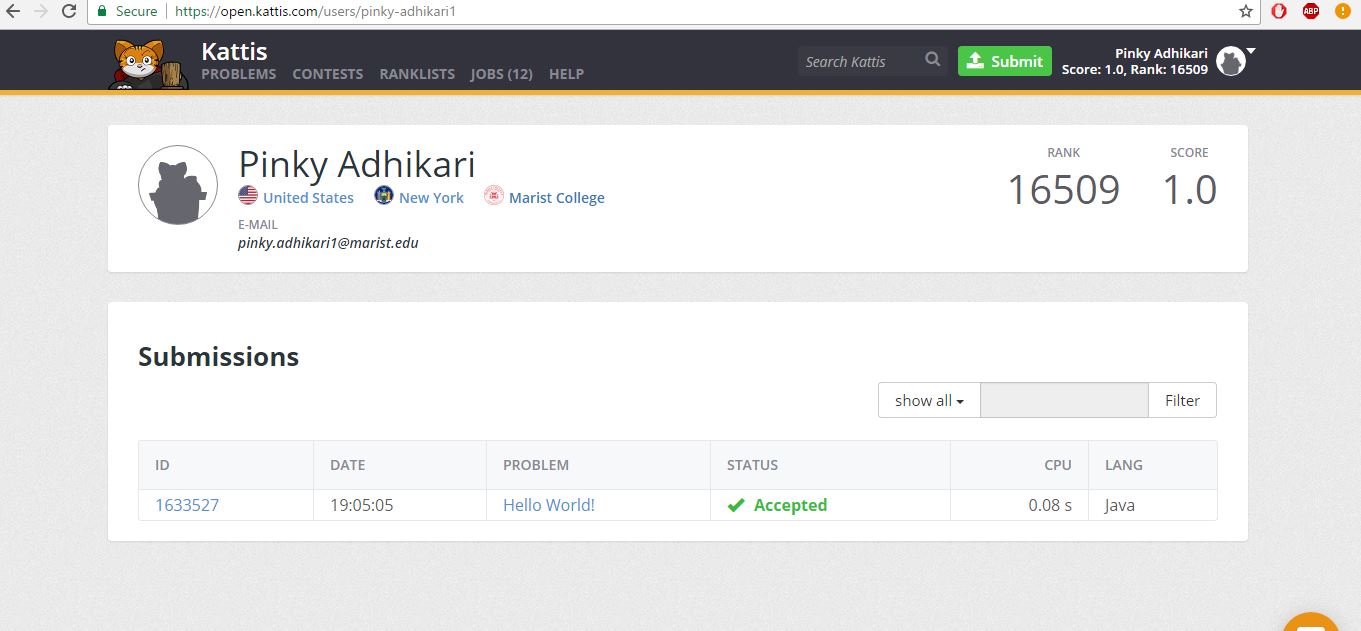 Secure https://open.kattis.com/users/pinky-adhikari1
ABP
Kattis
PROBLEMS CONTESTS RANKLISTS JOBS (12) HELP
Search Kattis
Submit
Pinky Adhikari
Score: 1.0, Rank: 16509
Pinky Adhikari
United States New York Marist College
E-MAIL
pinky.adhikari1@marist.edu
RANK SCORE
16509 1.0
Submissions
show all Filter
ID DATE PROBLEM STATUS CPU LANG
1633527 19:05:05 Hello World! Accepted 0.08 s Java